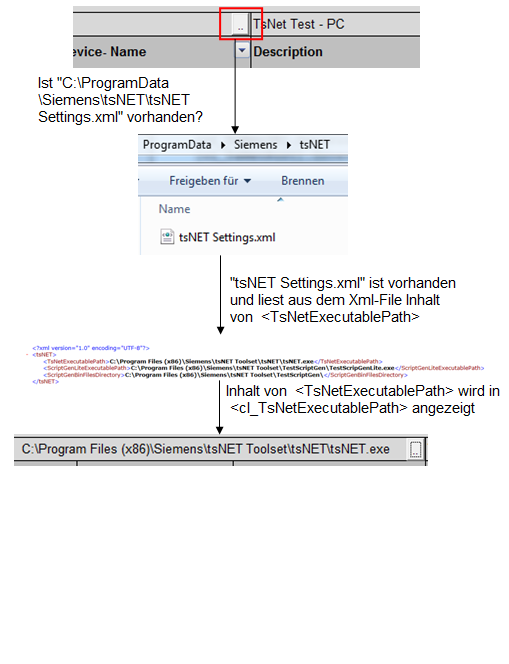 .. TsNet Test - PC
evice- Name Description
Ist "C:\ProgramData
\Siemens\tsNET\tsNET
Settings.xml" vorhanden?
ProgramData Siemens tsNET
Freigeben für Brennen
Name
tsNET Settings.xml
"tsNET Settings.xml" ist vorhanden
und liest aus dem Xml-File Inhalt
von <TsNetExecutablePath>
<?xml version="1.0" encoding="UTF-8"?>
- <tsNET>
<TsNetExecutablePath>C:\Program Files (x86)\Siemens\tsNET Toolset\tsNET\tsNET.exe</TsNetExecutablePath>
<ScriptGenLiteExecutablePath>C:\Program Files (x86)\Siemens\tsNET Toolset\TestScriptGen\TestScripGenLite.exe</ScriptGenLiteExecutablePath>
<ScriptGenBinFilesDirectory>C:\Program Files (x86)\Siemens\tsNET Toolset\TestScriptGen\</ScriptGenBinFilesDirectory>
</tsNET>
Inhalt von <TsNetExecutablePath> wird in
<cl_TsNetExecutablePath> angezeigt
C:\Program Files (x86)\Siemens\tsNET Toolset\tsNET\tsNET.exe ..